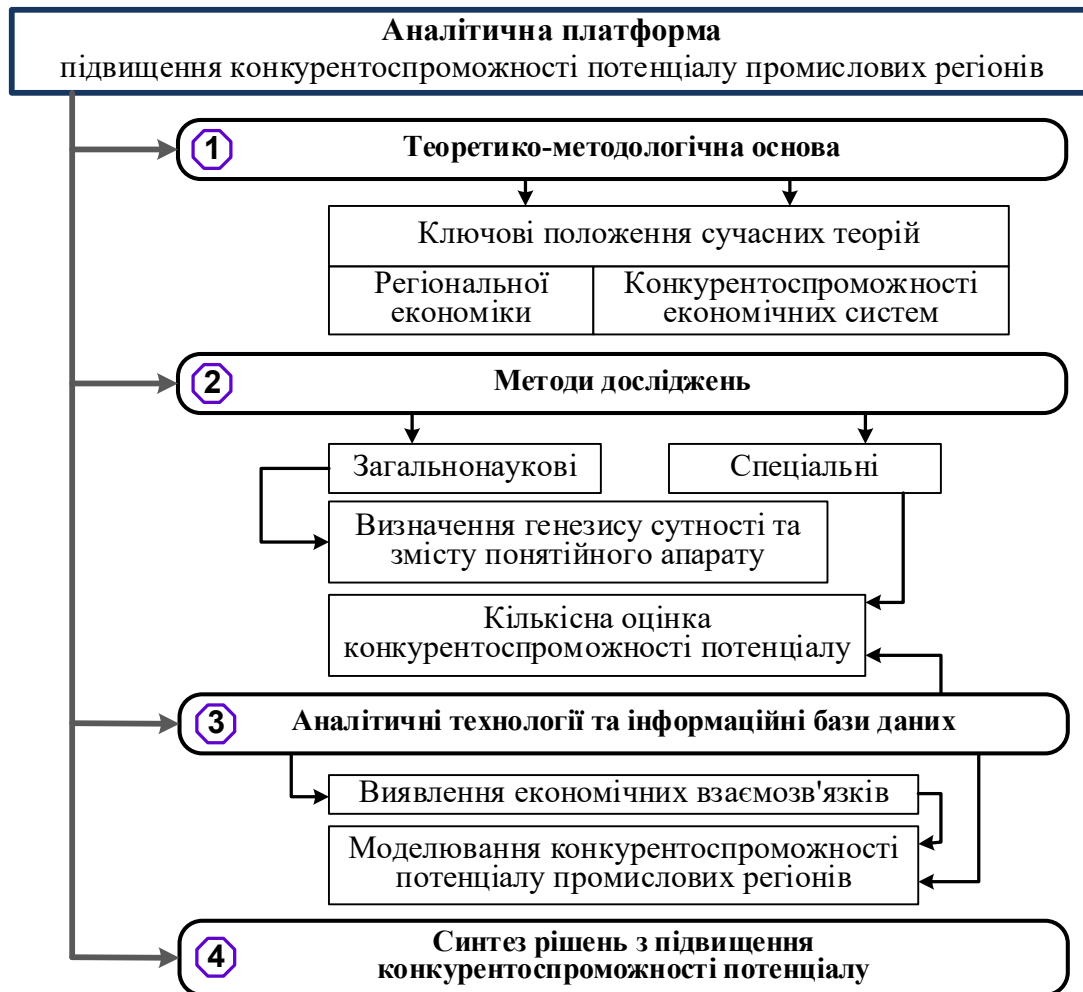 Аналітична платформа
підвищення конкурентоспроможності потенціалу промислових регіонів
1
Теоретико-методологічна основа
Ключові положення сучасних теорій
Регіональної
економіки
Конкурентоспроможності
економічних систем
2
Методи досліджень
Загальнонаукові
Спеціальні
Визначення генезису сутності та
змісту понятійного апарату
Кількісна оцінка
конкурентоспроможності потенціалу
3
Аналітичні технології та інформаційні бази даних
Виявлення економічних взаємозв'язків
Моделювання конкурентоспроможності
потенціалу промислових регіонів
4
Синтез рішень з підвищення
конкурентоспроможності потенціалу